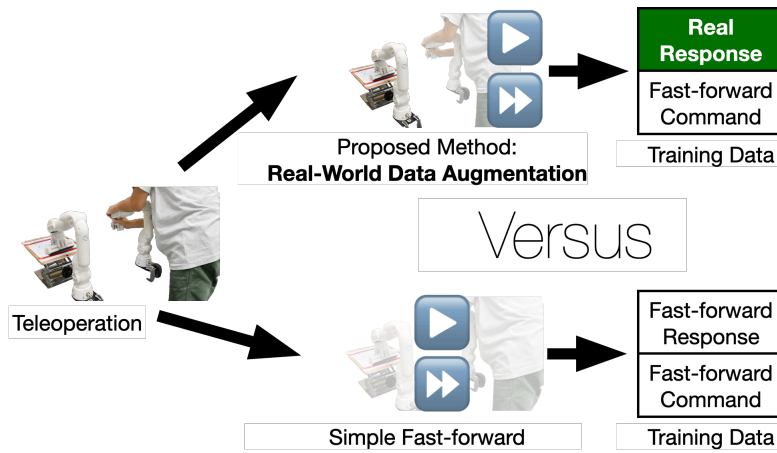 Real
Response
Fast-forward
Command
Training Data
Proposed Method:
Real-World Data Augmentation
Versus
Teleoperation
Fast-forward
Response
Fast-forward
Command
Training Data
Simple Fast-forward